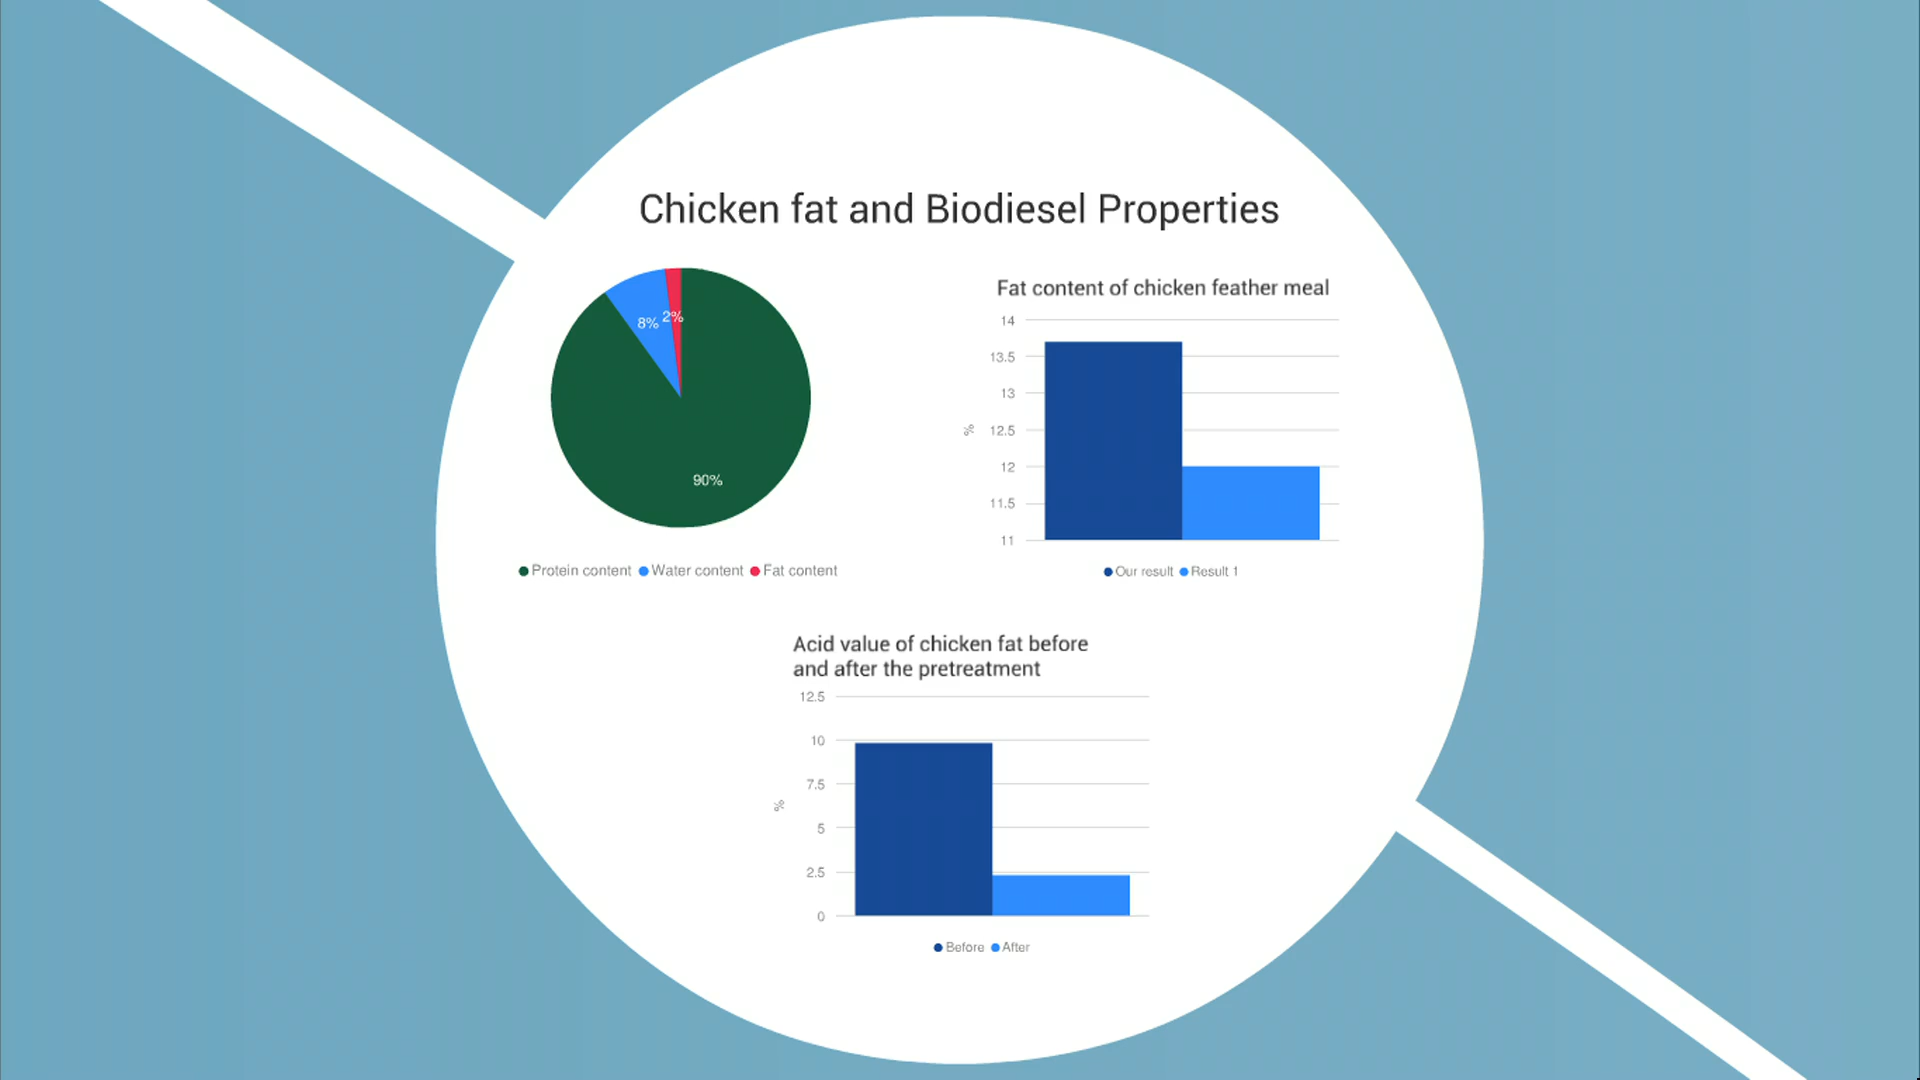 Chicken fat and Biodiesel Properties
8%
2%
90%
Protein content Water content Fat content
Fat content of chicken feather meal
14
13.5
13
12.5
12
11.5
11
%
Our result Result 1
Acid value of chicken fat before
and after the pretreatment
12.5
10
7.5
5
2.5
0
%
Before After